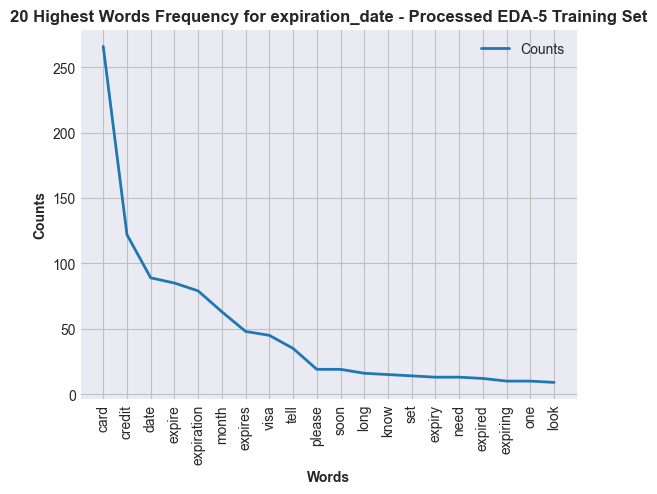 20 Highest Words Frequency for expiration_date - Processed EDA-5 Training Set
Counts
250
200
150
100
50
0
Counts
card
credit
date
expire
expiration
month
expires
visa
tell
please
soon
long
know
set
expiry
need
expired
expiring
one
look
Words